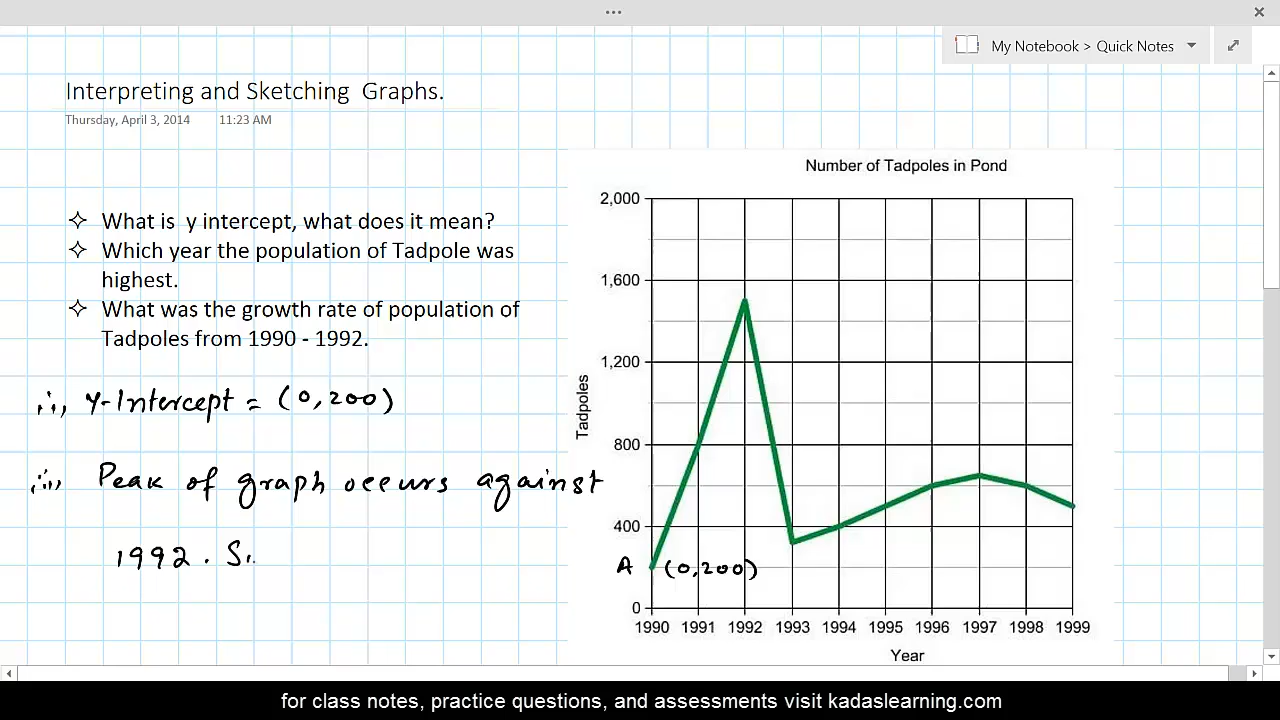 My Notebook > Quick Notes
Interpreting and Sketching Graphs.
Thursday, April 3, 2014 11:23 AM
What is y intercept, what does it mean?
Which year the population of Tadpole was
highest.
What was the growth rate of population of
Tadpoles from 1990 - 1992.
Y-Intercept = (0,200)
Peak of graph occurs against
1992.
Number of Tadpoles in Pond
2,000
1,600
1,200
800
400
0
Tadpoles
A (0,200)
1990 1991 1992 1993 1994 1995 1996 1997 1998 1999
Year
for class notes, practice questions, and assessments visit kadaslearning.com